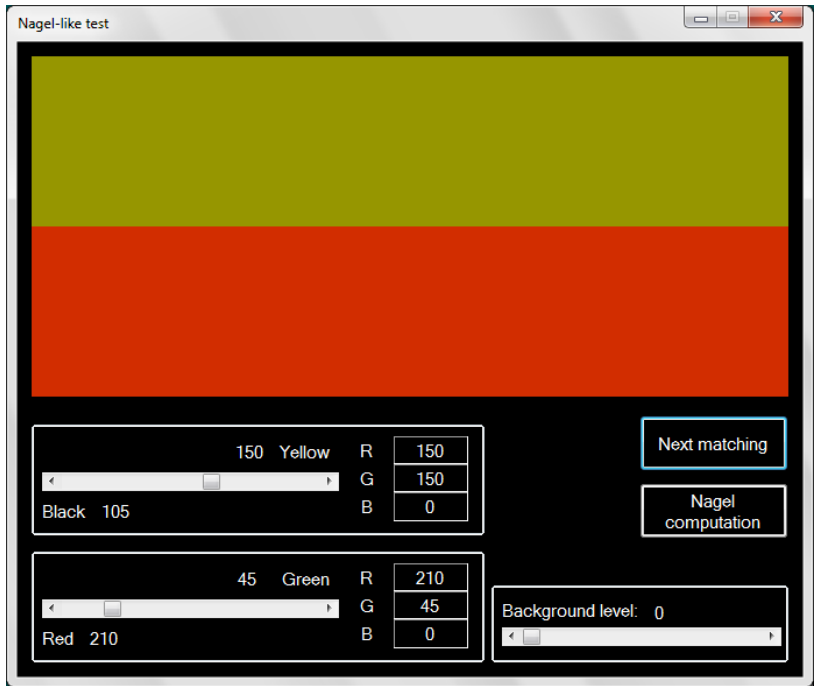 Nagel-like test
150 Yellow R 150
G 150
Black 105 B 0
Next matching
Nagel
computation
45 Green R 210
G 45
Red 210 B 0
Background level: 0